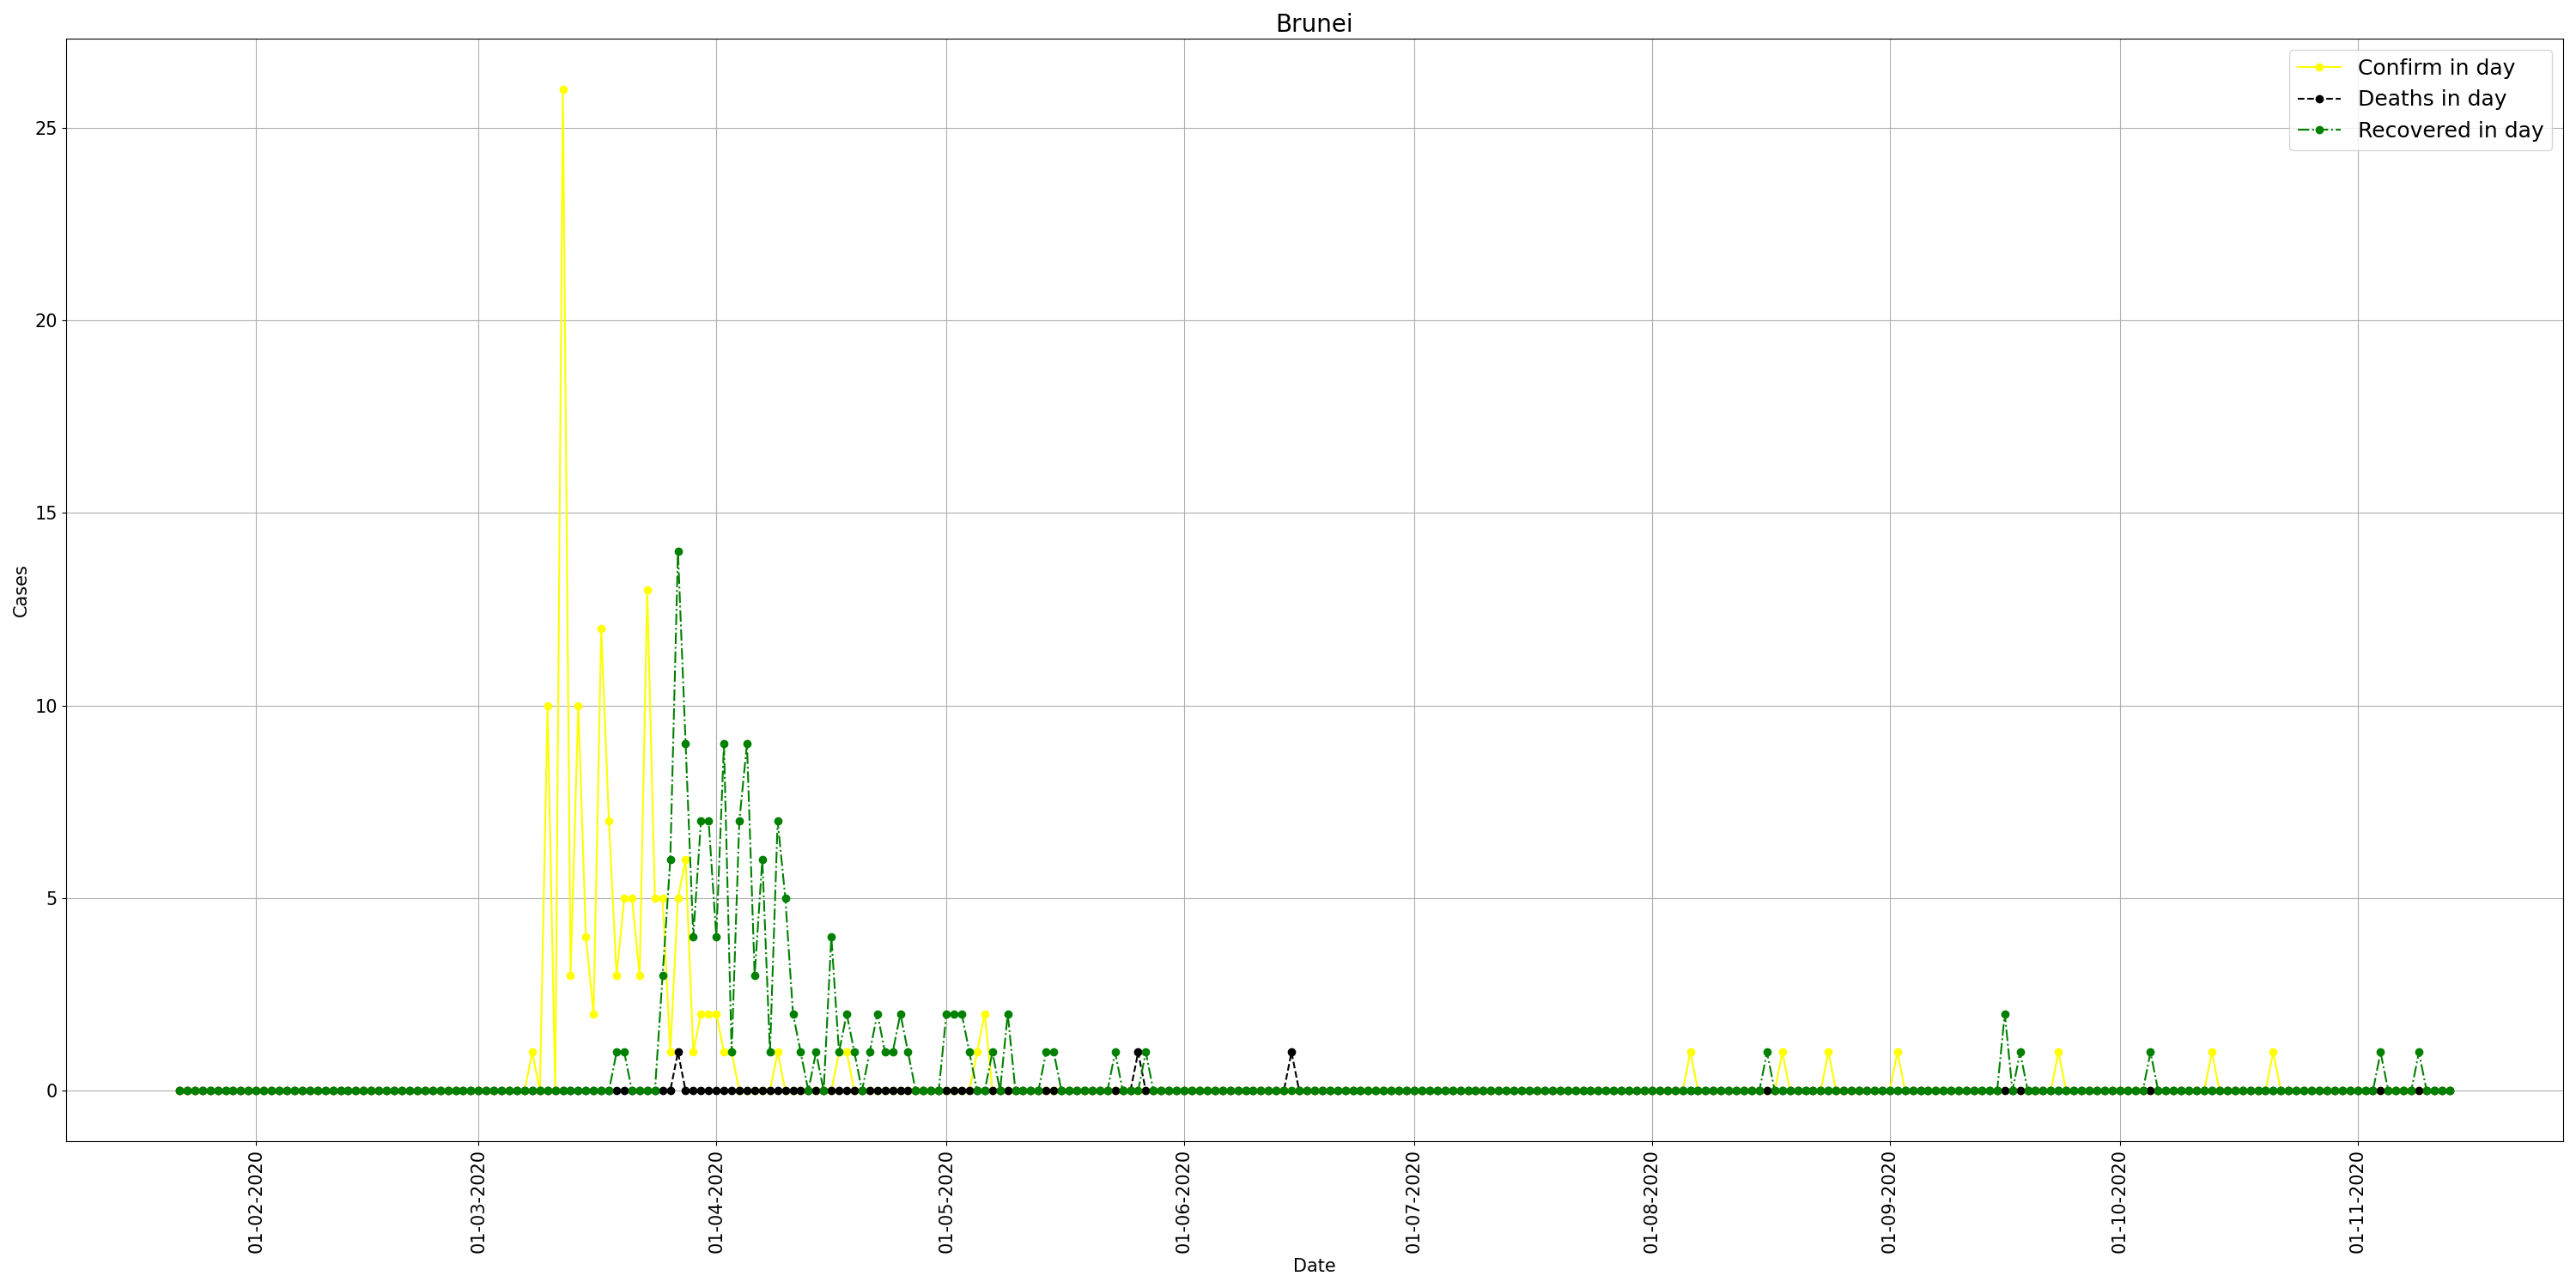 Brunei
Confirm in day
Deaths in day
Recovered in day
25
20
15
10
5
0
Cases
01-02-2020
01-03-2020
01-04-2020
01-05-2020
01-06-2020
01-07-2020
01-08-2020
01-09-2020
01-10-2020
01-11-2020
Date